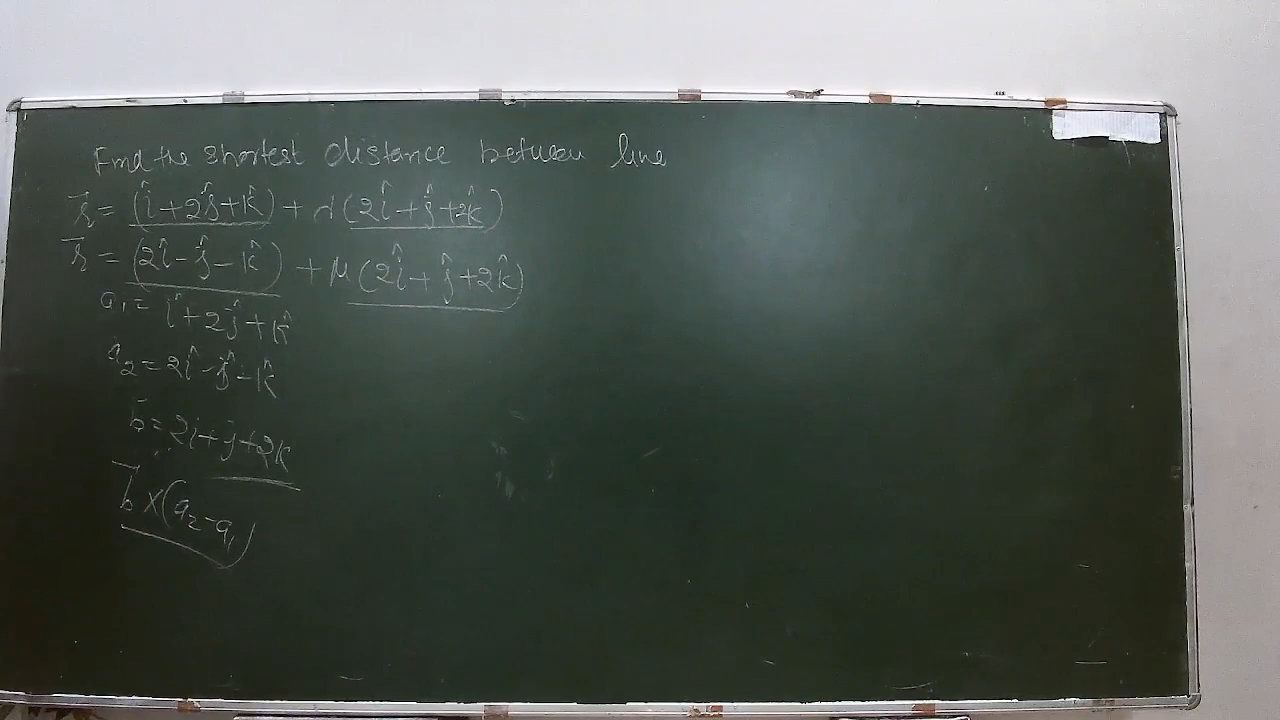 Find the shortest distance between line
r⃗ = (î+2ĵ+k̂) + λ(2î+ĵ+2k̂)
r⃗ = (2î-ĵ-k̂) + μ(2î+ĵ+2k̂)
a₁ = î+2ĵ+k̂
a₂ = 2î-ĵ-k̂
b̄ = 2i+j+2k
b⃗ x(a₂-a₁)